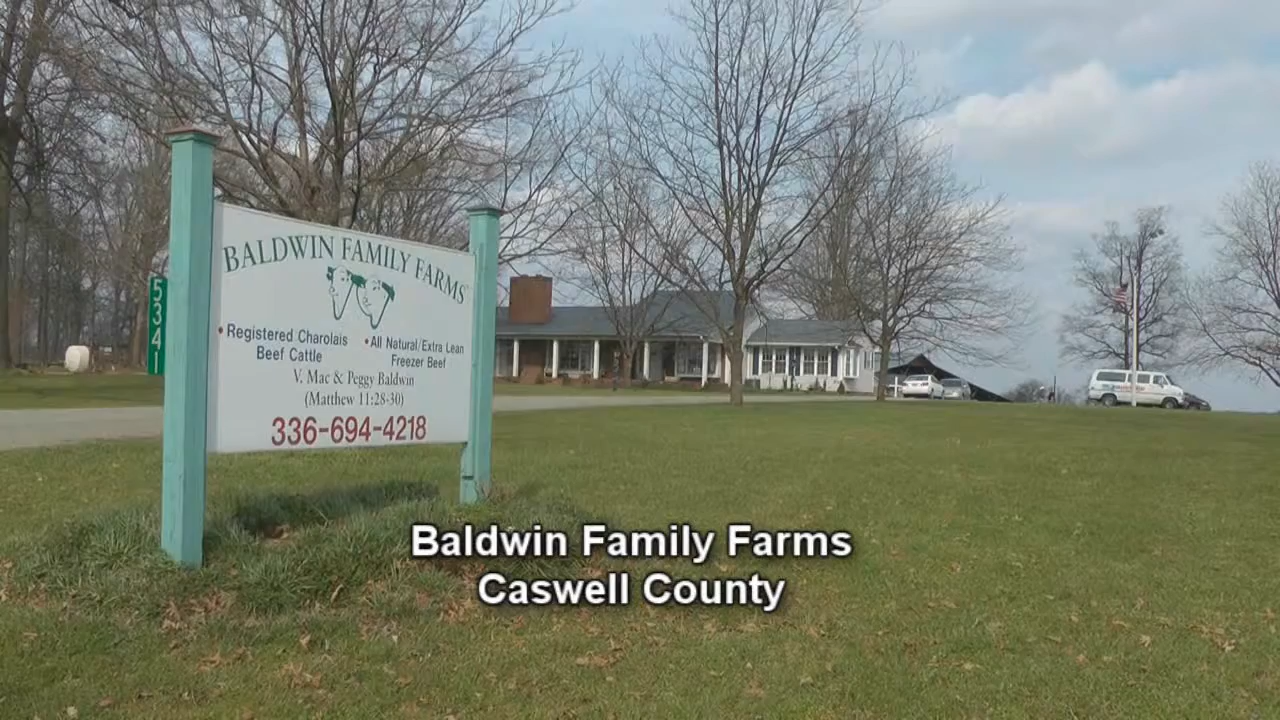 BALDWIN FAMILY FARMS
• Registered Charolais
Beef Cattle
• All Natural/Extra Lean
Freezer Beef
V. Mac & Peggy Baldwin
(Matthew 11:28-30)
336-694-4218
5341
Baldwin Family Farms
Caswell County